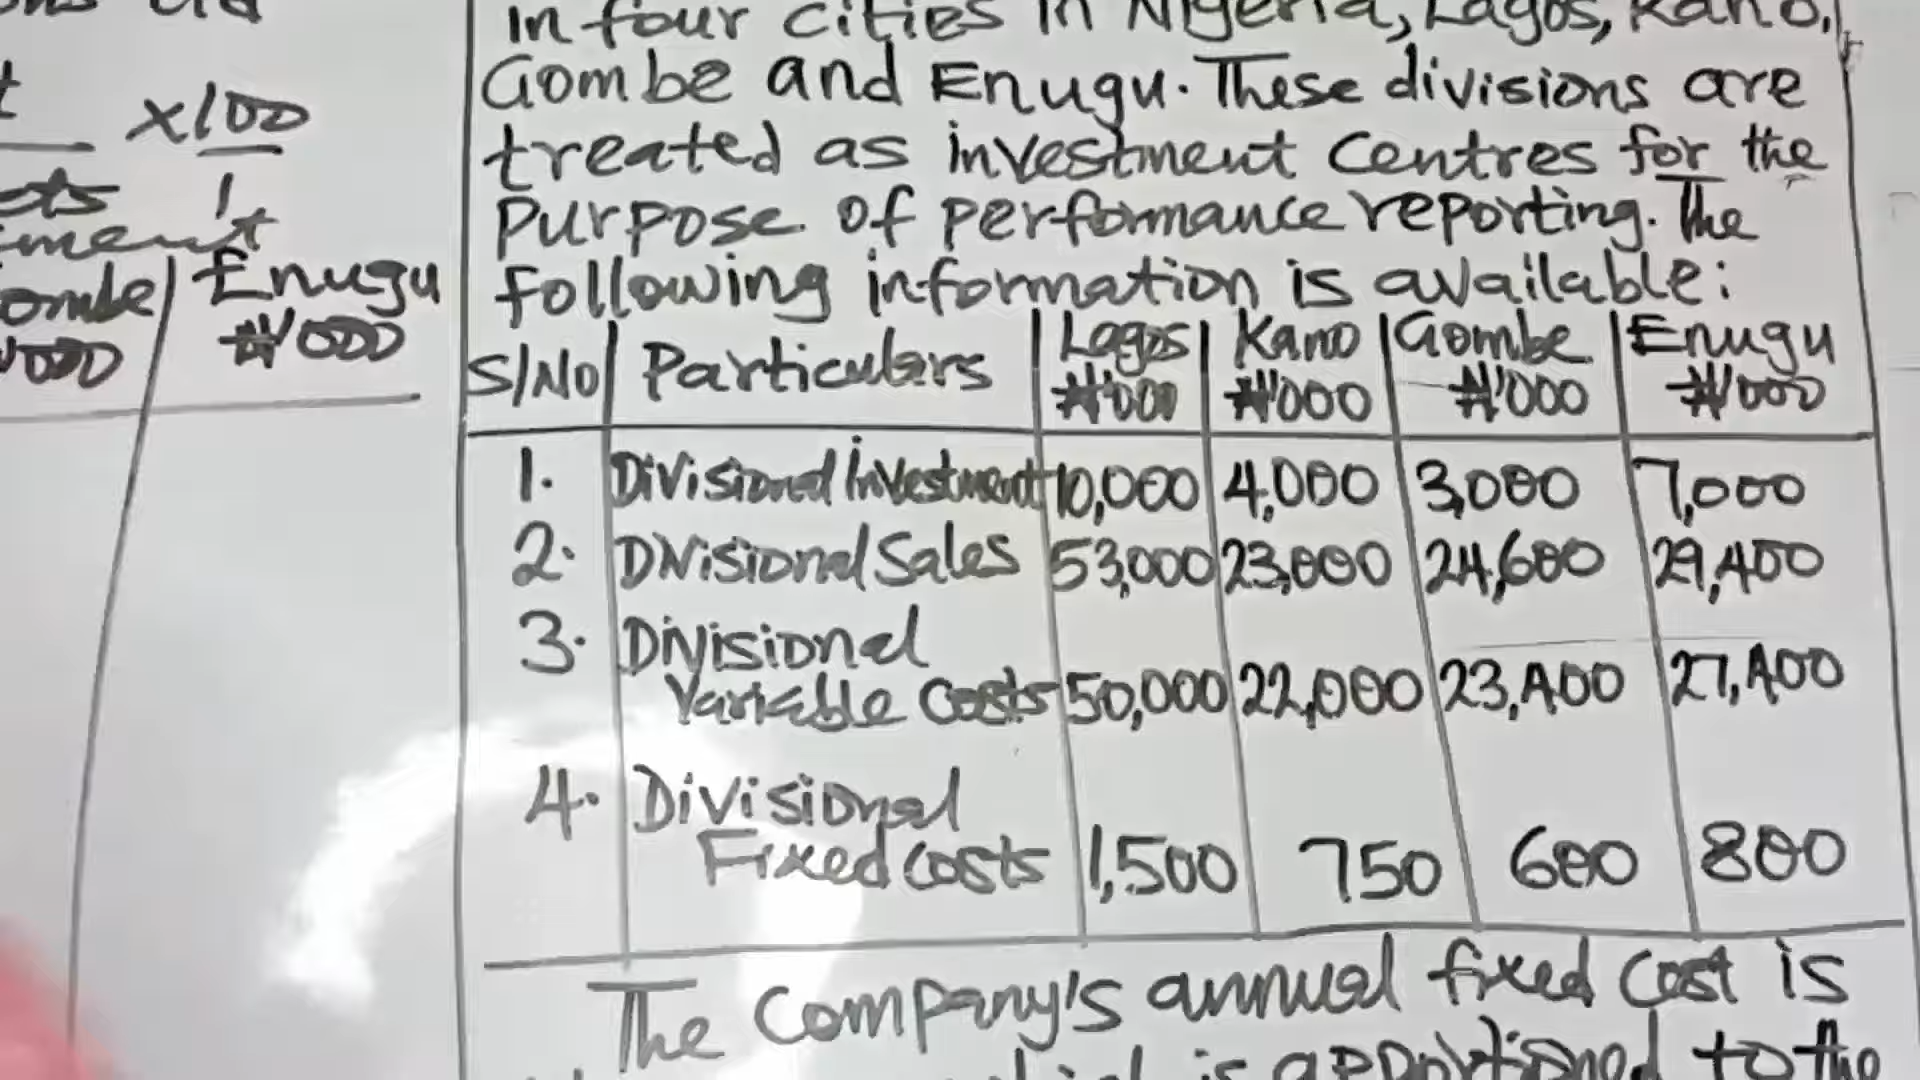 x100
1
Enugu
₦'000
in four cities in Nigeria, Lagos, Kano,
Gombe and Enugu. These divisions are
treated as investment Centres for the
Purpose of performance reporting. The
following information is available:
S/No Particulars Lagos ₦'000 Kano ₦'000 Gombe ₦'000 Enugu ₦'000
1. Divisional Investment 10,000 4,000 3,000 7,000
2. Divisional Sales 53,000 23,000 24,600 29,400
3. Divisional
Variable Costs 50,000 22,000 23,400 27,400
4. Divisional
Fixed costs 1,500 750 600 800
The Company's annual fixed Cost is
is apportioned to the